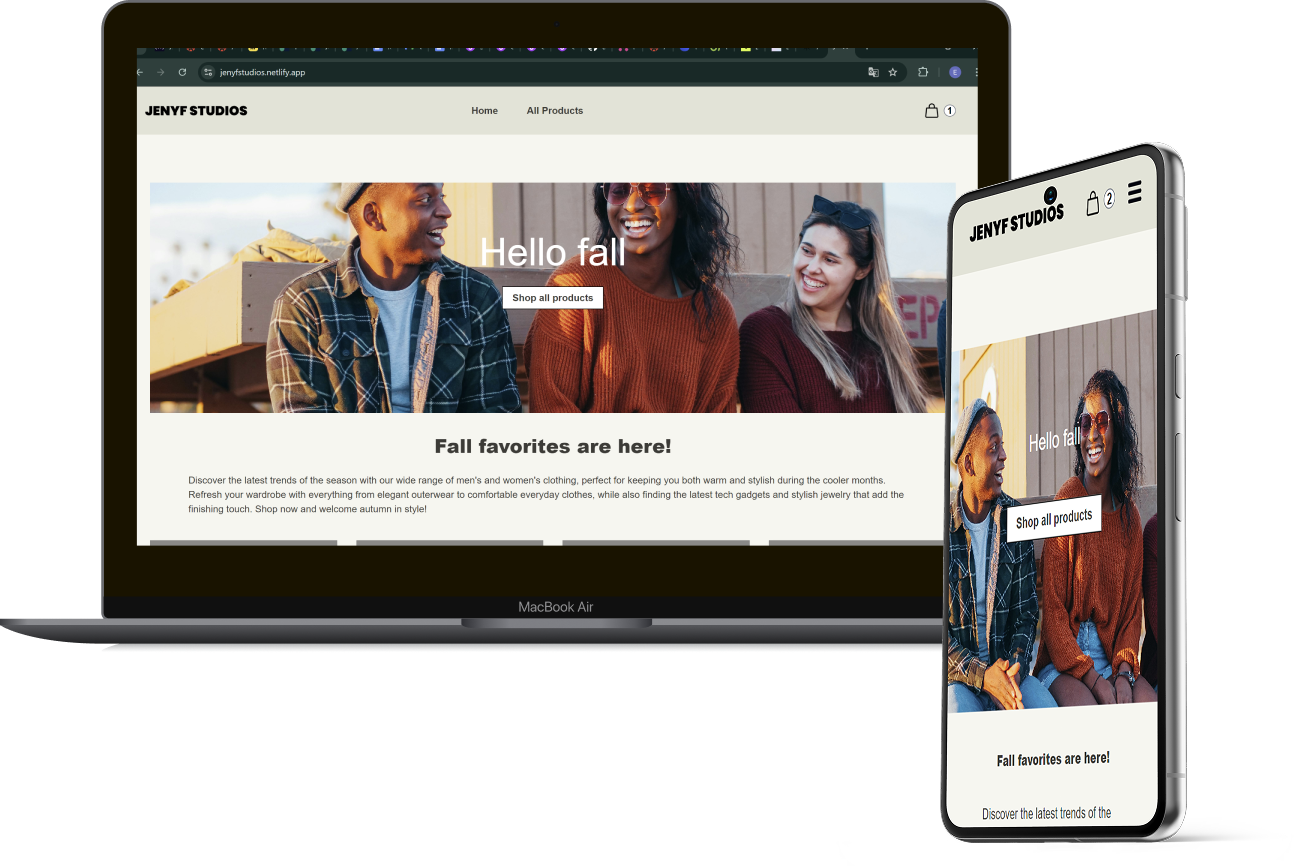 jenyfstudios.netlify.app
E
JENYF STUDIOS
Home
All Products
1
Hello fall
Shop all products
EP
Fall favorites are here!
Discover the latest trends of the season with our wide range of men's and women's clothing, perfect for keeping you both warm and stylish during the cooler months.
Refresh your wardrobe with everything from elegant outerwear to comfortable everyday clothes, while also finding the latest tech gadgets and stylish jewelry that add the
finishing touch. Shop now and welcome autumn in style!
MacBook Air
JENYF STUDIOS
2
Hello fall
Shop all products
Fall favorites are here!
Discover the latest trends of the